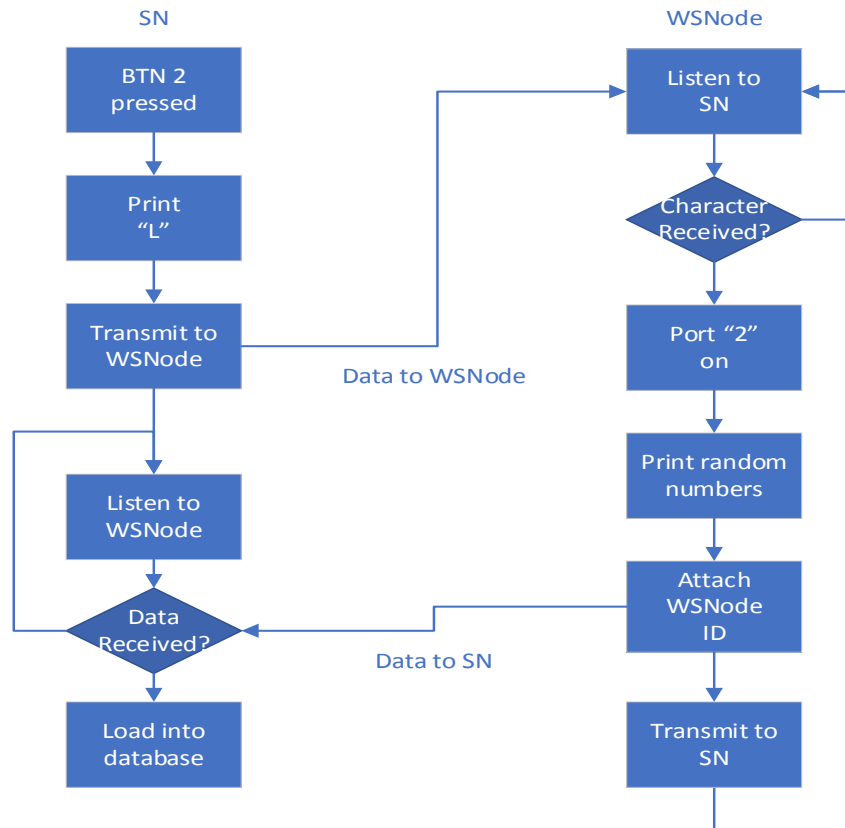 SN
BTN 2
pressed
Print
“L”
Transmit to
WSNode
Data to WSNode
Listen to
WSNode
Data
Received?
Load into
database
WSNode
Listen to
SN
Character
Received?
Port “2”
on
Print random
numbers
Attach
WSNode
ID
Data to SN
Transmit to
SN